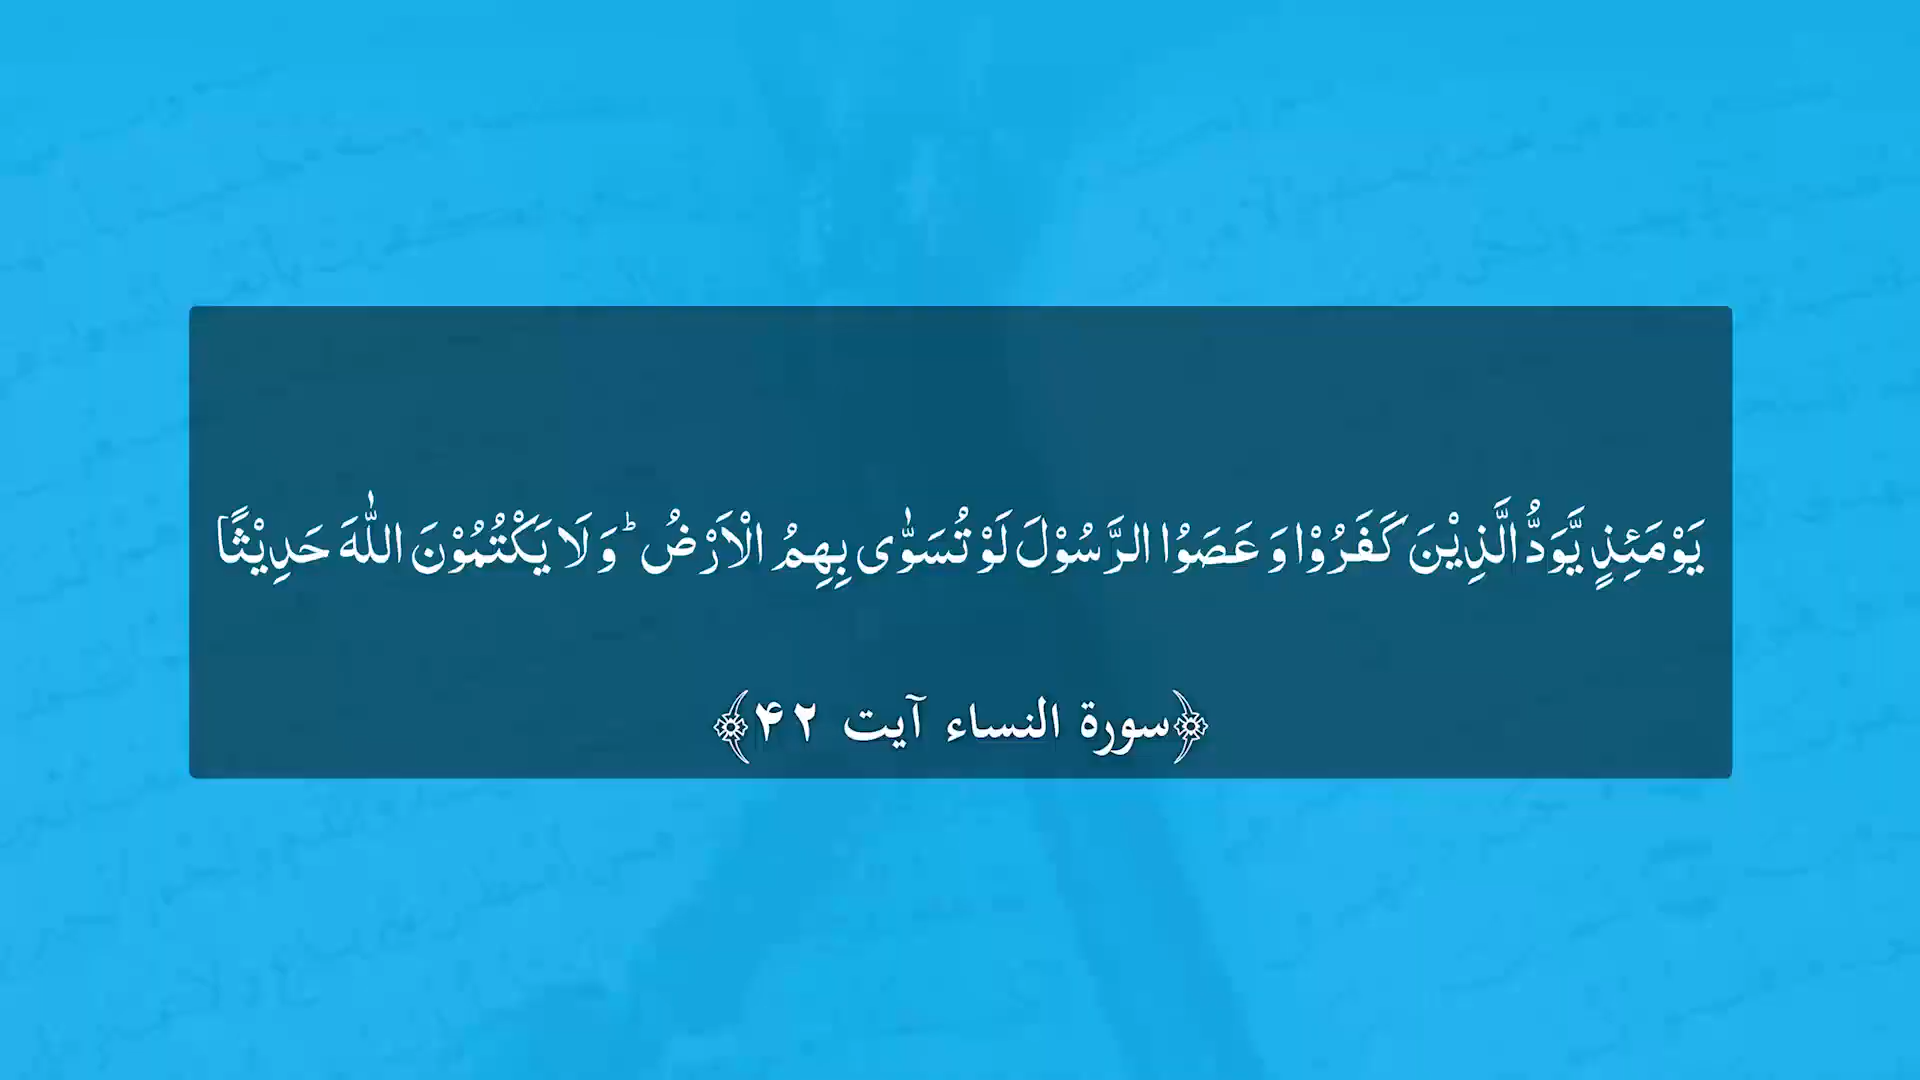 یَوْمَىِٕذٍ یَّوَدُّ الَّذِیْنَ كَفَرُوْا وَ عَصَوُا الرَّسُوْلَ لَوْ تُسَوّٰى بِهِمُ الْاَرْضُؕ وَ لَا یَكْتُمُوْنَ اللّٰهَ حَدِیْثًا
﴿سورة النساء آیت ۴۲﴾